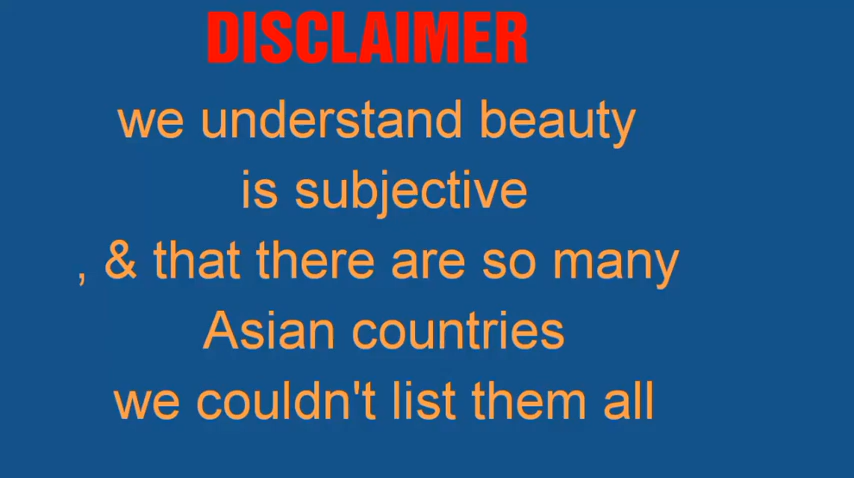 DISCLAIMER
we understand beauty
is subjective
, & that there are so many
Asian countries
we couldn't list them all